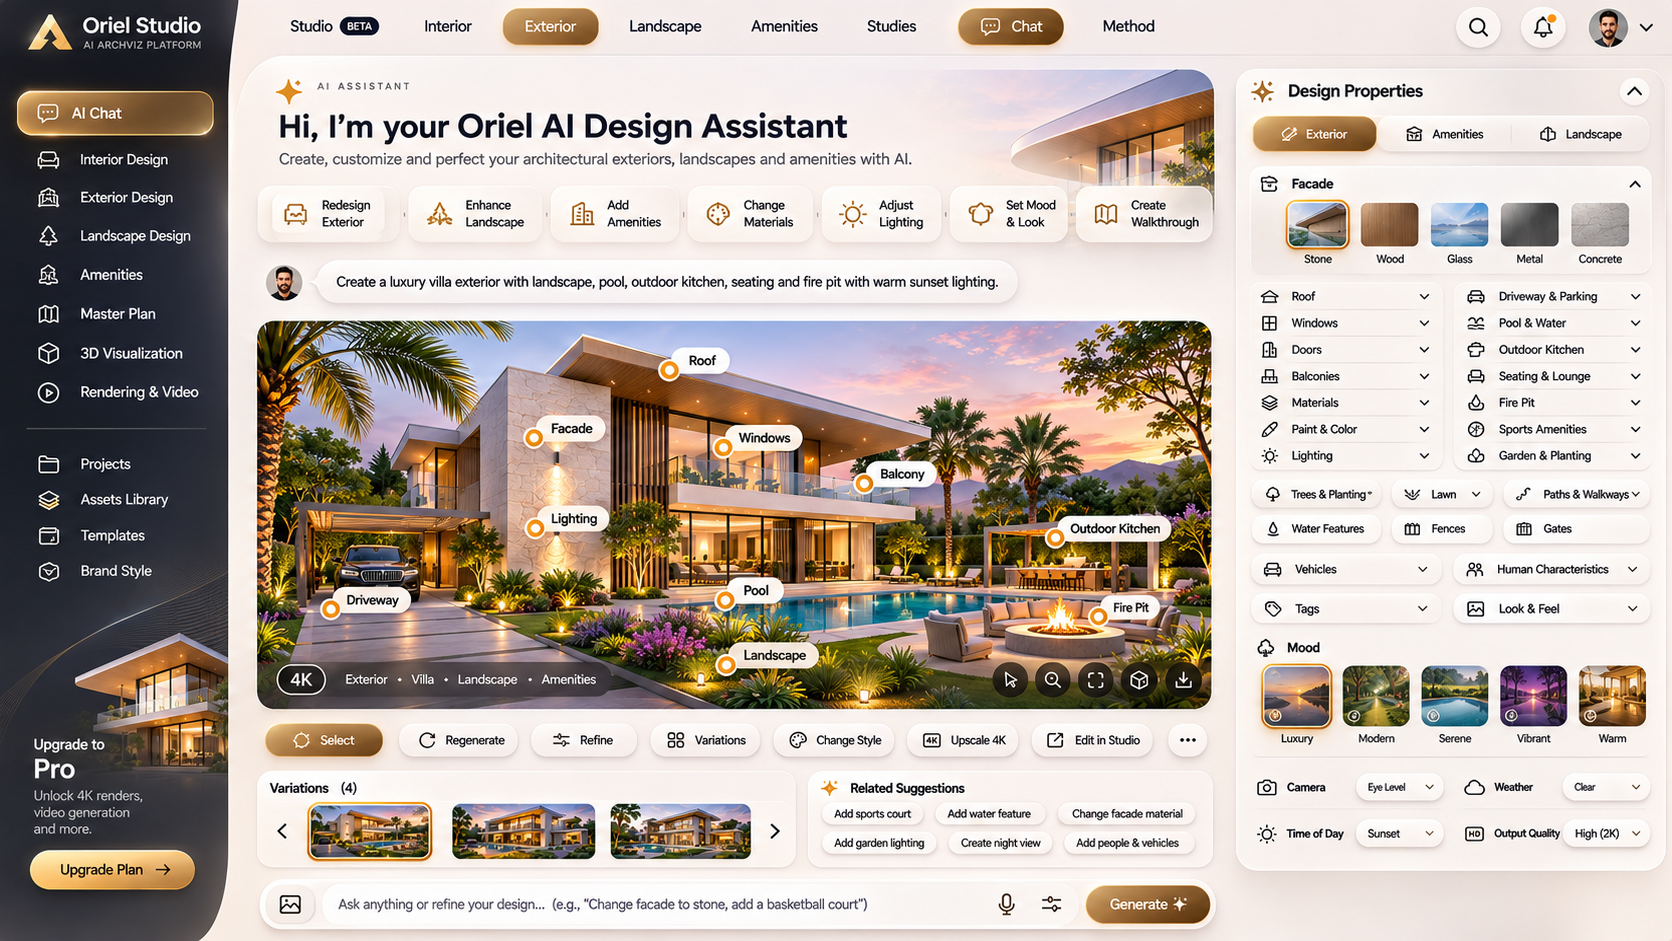 Oriel Studio
AI ARCHVIZ PLATFORM
Studio BETA Interior Exterior Landscape Amenities Studies Chat Method
AI Chat
Interior Design
Exterior Design
Landscape Design
Amenities
Master Plan
3D Visualization
Rendering & Video
Projects
Assets Library
Templates
Brand Style
Upgrade to
Pro
Unlock 4K renders,
video generation
and more.
Upgrade Plan
AI ASSISTANT
Hi, I'm your Oriel AI Design Assistant
Create, customize and perfect your architectural exteriors, landscapes and amenities with AI.
Redesign
Exterior
Enhance
Landscape
Add
Amenities
Change
Materials
Adjust
Lighting
Set Mood
& Look
Create
Walkthrough
Create a luxury villa exterior with landscape, pool, outdoor kitchen, seating and fire pit with warm sunset lighting.
Roof
Facade
Windows
Balcony
Lighting
Outdoor Kitchen
Pool
Driveway
Fire Pit
Landscape
4K Exterior • Villa • Landscape • Amenities
Select Regenerate Refine Variations Change Style 4K Upscale 4K Edit in Studio
Variations (4)
Related Suggestions
Add sports court Add water feature Change facade material
Add garden lighting Create night view Add people & vehicles
Ask anything or refine your design... (e.g., "Change facade to stone, add a basketball court")
Generate
Design Properties
Exterior Amenities Landscape
Facade
Stone Wood Glass Metal Concrete
Roof Driveway & Parking
Windows Pool & Water
Doors Outdoor Kitchen
Balconies Seating & Lounge
Materials Fire Pit
Paint & Color Sports Amenities
Lighting Garden & Planting
Trees & Planting Lawn Paths & Walkways
Water Features Fences Gates
Vehicles Human Characteristics
Tags Look & Feel
Mood
Luxury Modern Serene Vibrant Warm
Camera Eye Level Weather Clear
Time of Day Sunset HD Output Quality High (2K)